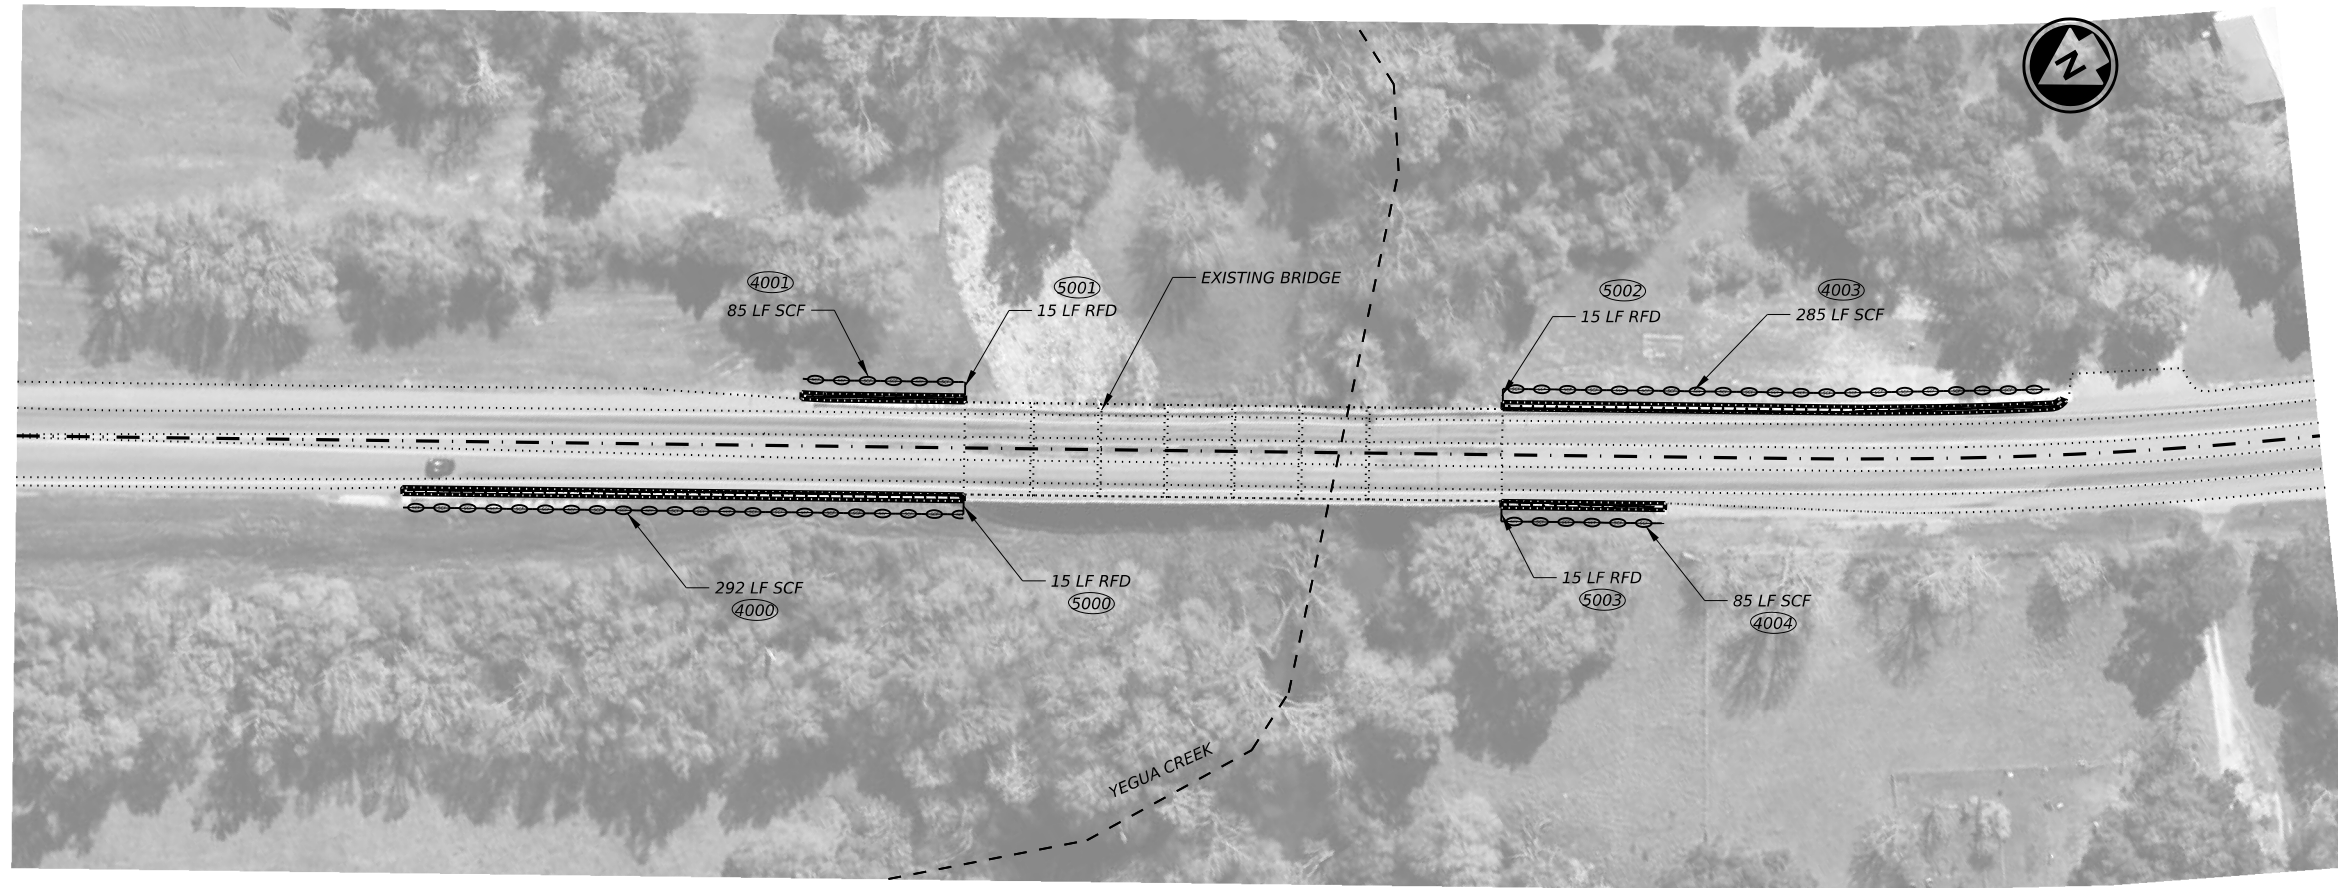 N
4001
85 LF SCF
5001
15 LF RFD
EXISTING BRIDGE
5002
15 LF RFD
4003
285 LF SCF
292 LF SCF
4000
15 LF RFD
5000
15 LF RFD
5003
85 LF SCF
4004
YEGUA CREEK